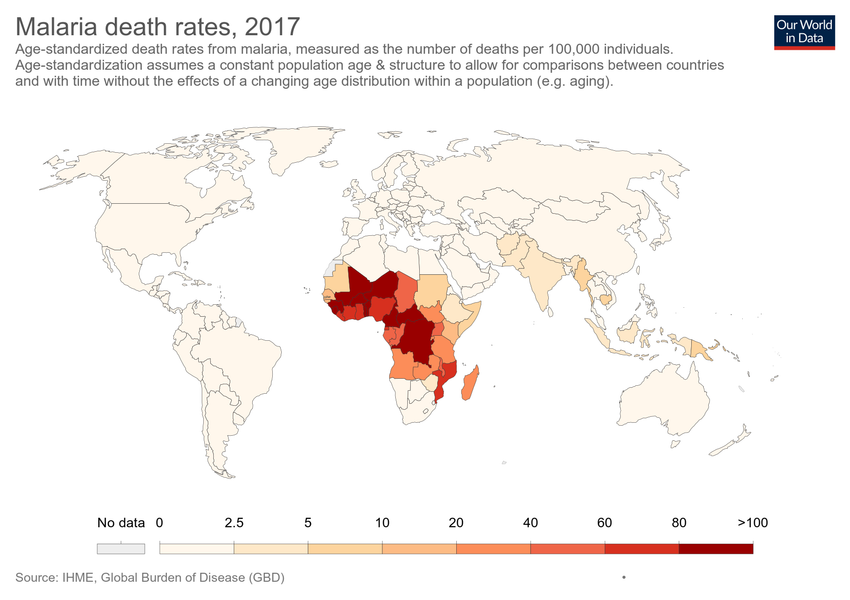 Malaria death rates, 2017
Our World
in Data
Age-standardized death rates from malaria, measured as the number of deaths per 100,000 individuals.
Age-standardization assumes a constant population age & structure to allow for comparisons between countries
and with time without the effects of a changing age distribution within a population (e.g. aging).
No data 0 2.5 5 10 20 40 60 80 >100
Source: IHME, Global Burden of Disease (GBD)